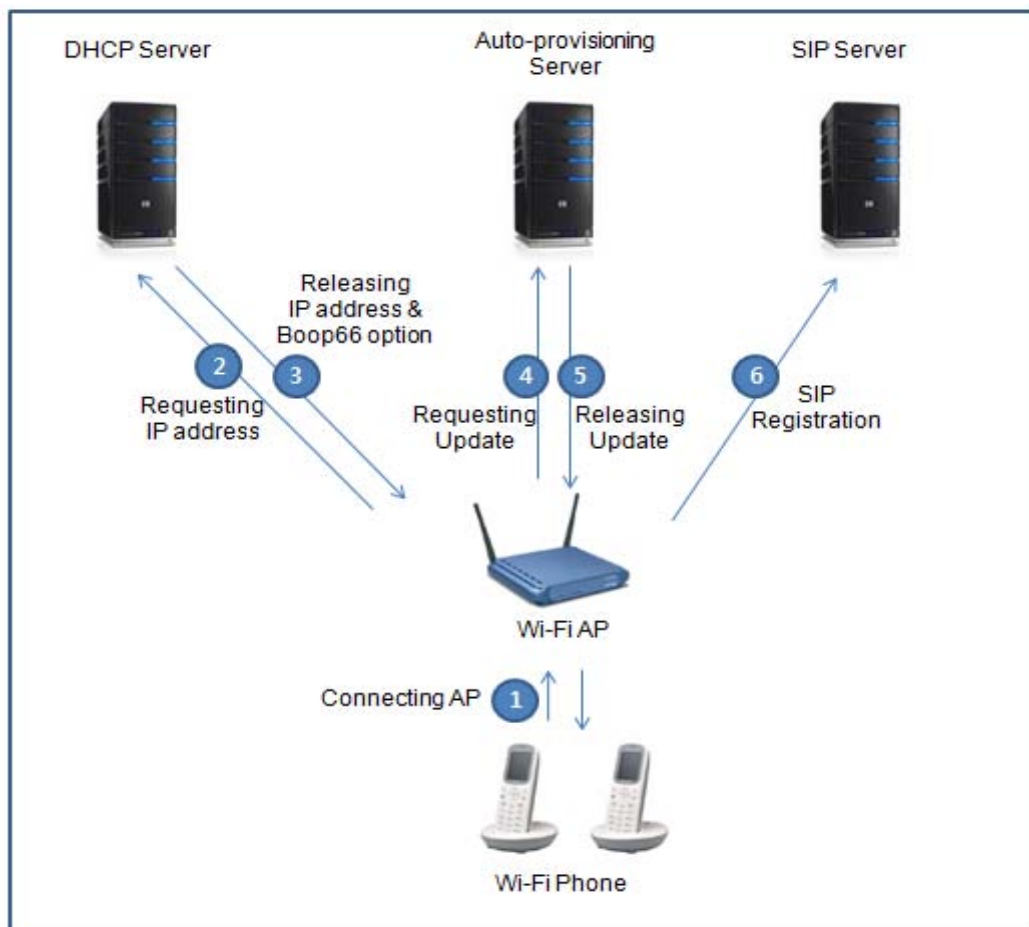 DHCP Server
Auto-provisioning
Server
SIP Server
Releasing
IP address &
Boop66 option
2
3
4
5
6
Requesting
IP address
Requesting
Update
Releasing
Update
SIP
Registration
Wi-Fi AP
Connecting AP
1
Wi-Fi Phone